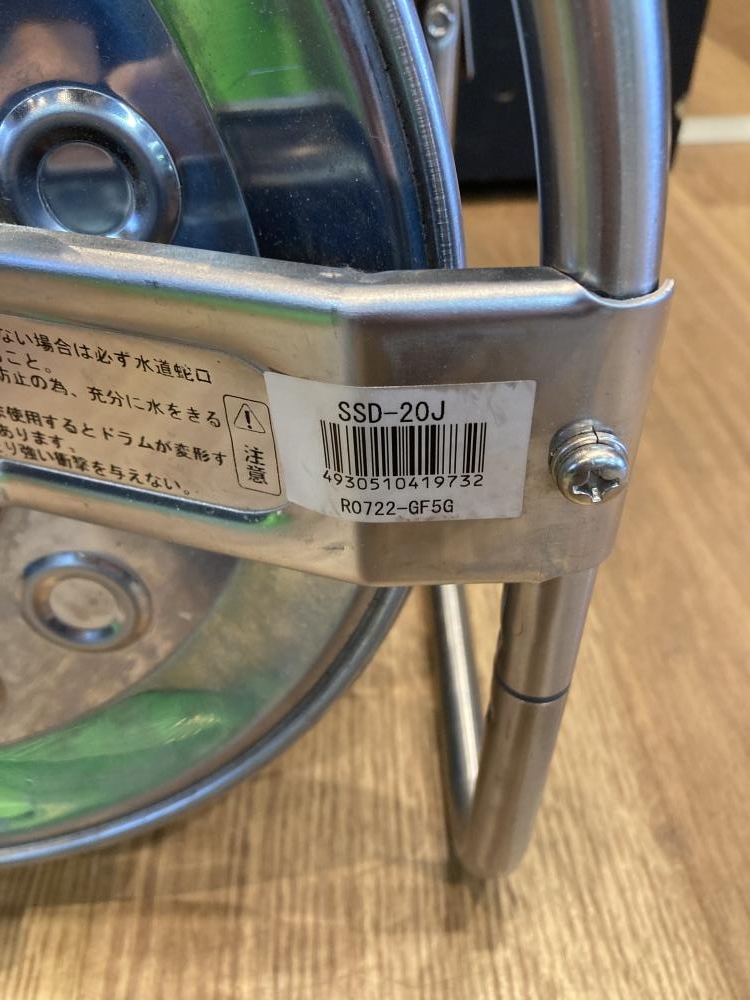 ない場合は必ず水道蛇口
こと。
防止の為、充分に水をきる
使用するとドラムが変形す
あります。
り強い衝撃を与えない。
注意
SSD-20J
4930510419732
R0722-GF5G